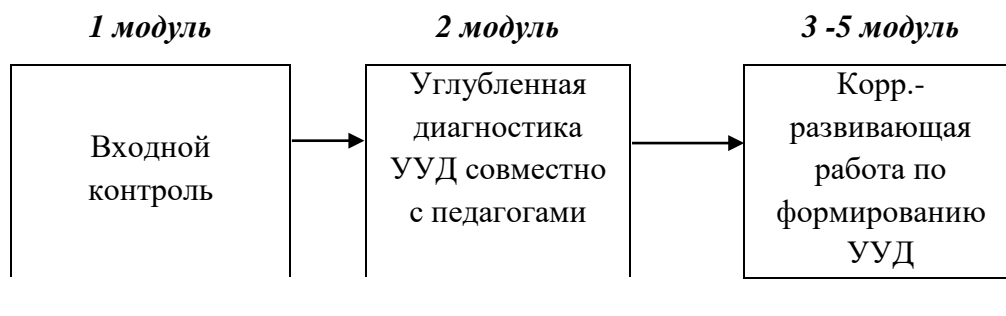 1 модуль
2 модуль
3 -5 модуль
Входной
контроль
Углубленная
диагностика
УУД совместно
с педагогами
Корр.-
развивающая
работа по
формированию
УУД